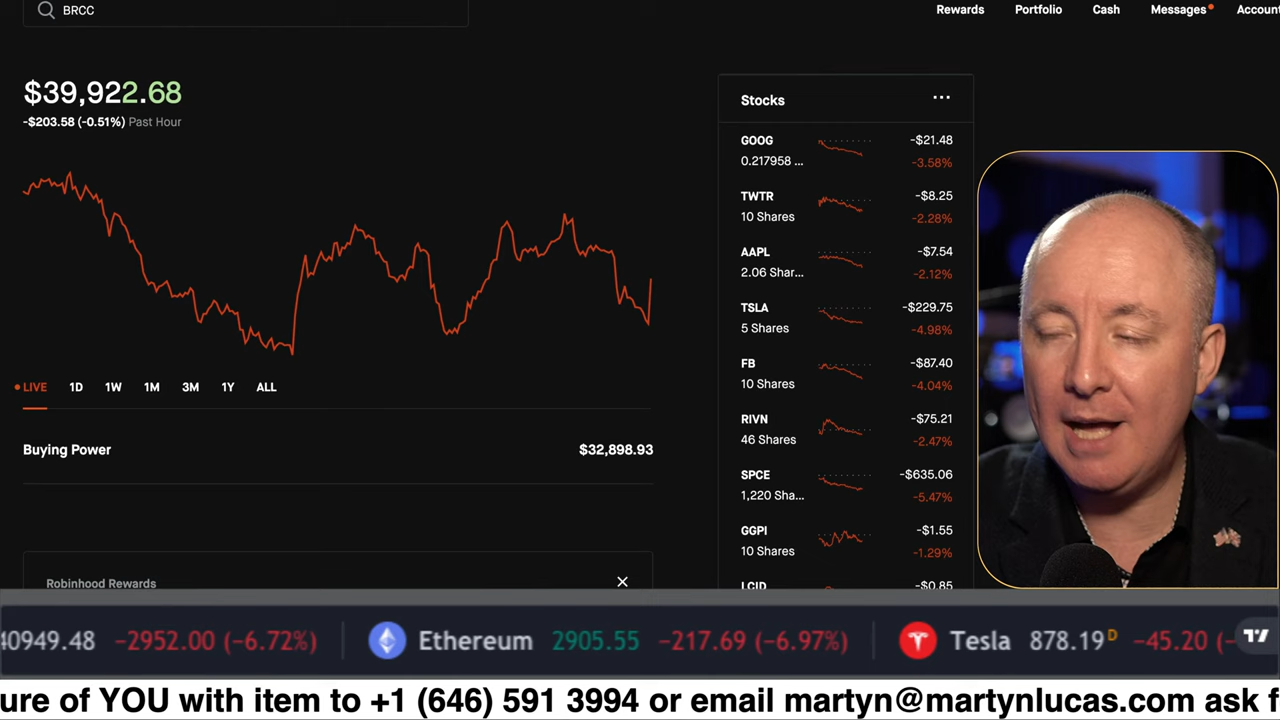 BRCC
Rewards Portfolio Cash Messages Account
$39,922.68
-$203.58 (-0.51%) Past Hour
LIVE 1D 1W 1M 3M 1Y ALL
Buying Power $32,898.93
Robinhood Rewards
Stocks
GOOG -$21.48
0.217958 ... -3.58%
TWTR -$8.25
10 Shares -2.28%
AAPL -$7.54
2.06 Shar... -2.12%
TSLA -$229.75
5 Shares -4.98%
FB -$87.40
10 Shares -4.04%
RIVN -$75.21
46 Shares -2.47%
SPCE -$635.06
1,220 Sha... -5.47%
GGPI -$1.55
10 Shares -1.29%
LCID -$0.85
40949.48 −2952.00 (−6.72%) Ethereum 2905.55 −217.69 (−6.97%) Tesla 878.19 D −45.20 (−
ure of YOU with item to +1 (646) 591 3994 or email martyn@martynlucas.com ask f